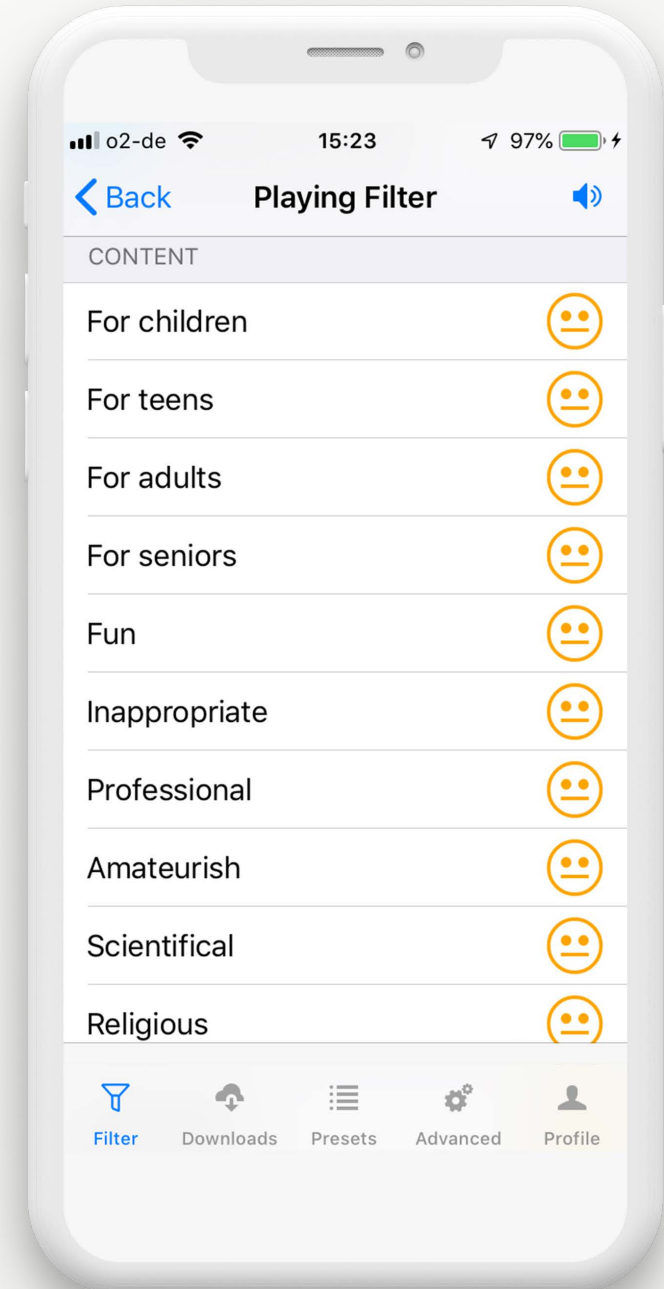 o2-de 15:23 97%
Back Playing Filter
CONTENT
For children
For teens
For adults
For seniors
Fun
Inappropriate
Professional
Amateurish
Scientifical
Religious
Filter Downloads Presets Advanced Profile